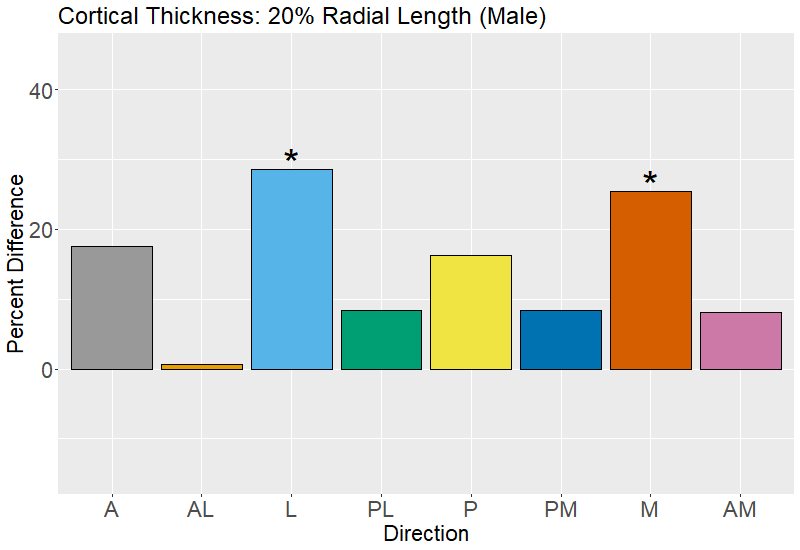 Cortical Thickness: 20% Radial Length (Male)
Percent Difference
40
20
0
*
*
A AL L PL P PM M AM
Direction